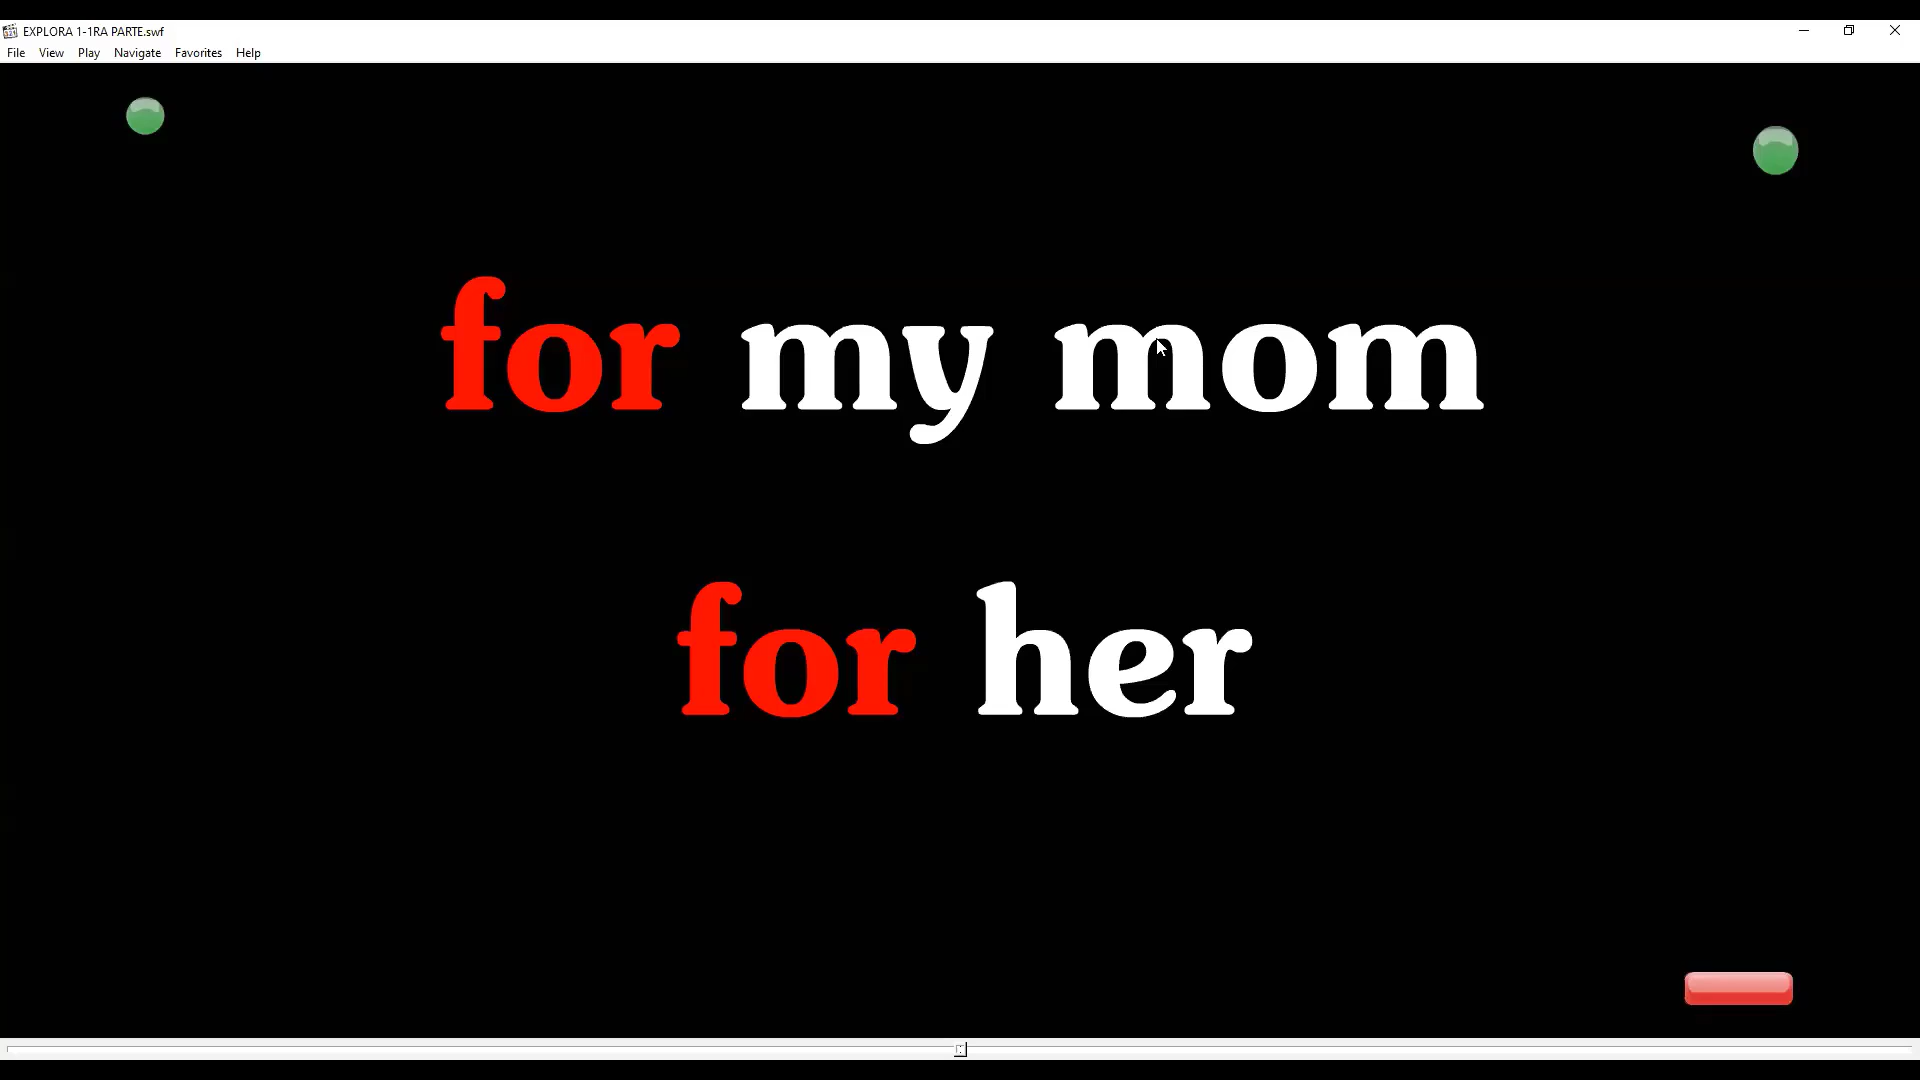 EXPLORA 1-1RA PARTE.swf
File View Play Navigate Favorites Help
for my mom
for her